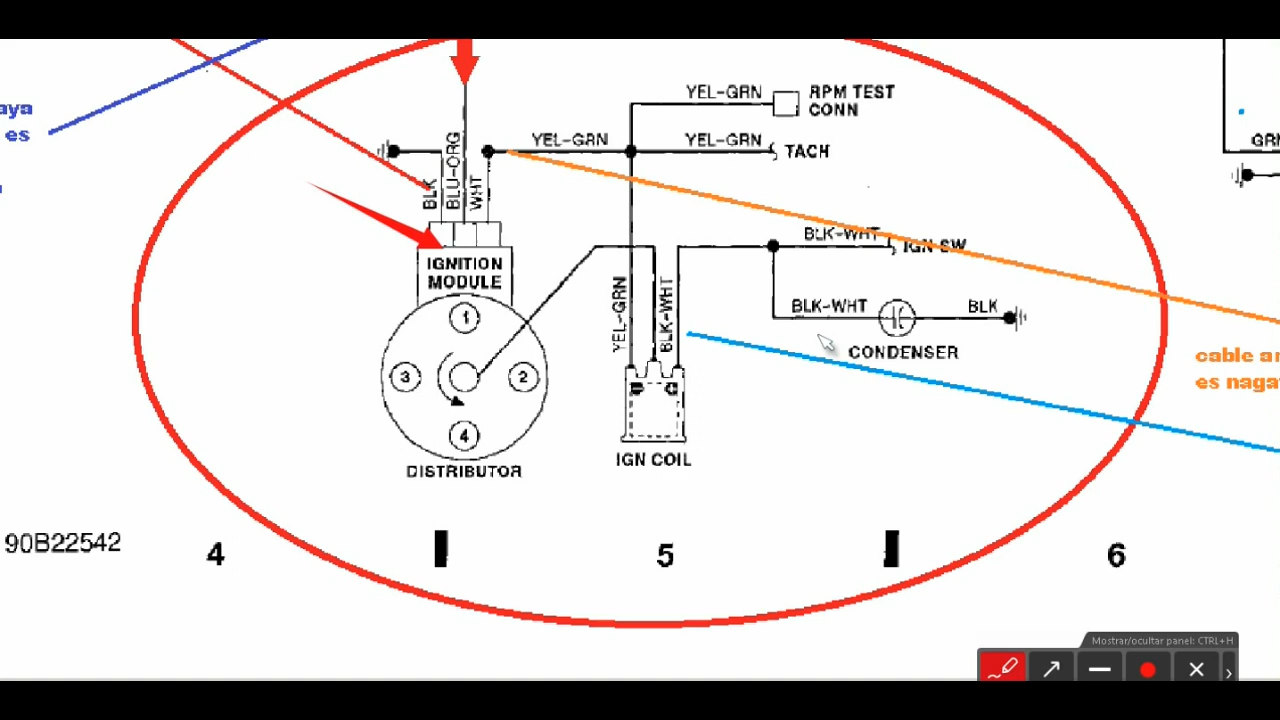 aya
es
YEL-GRN
RPM TEST
CONN
YEL-GRN
YEL-GRN
TACH
BLK
BLU-ORG
WHT
BLK-WHT
IGN SW
IGNITION
MODULE
YEL-GRN
BLK-WHT
BLK-WHT
BLK
CONDENSER
1
3
2
4
DISTRIBUTOR
IGN COIL
GRN
cable ar
es naga
90B22542
4
5
6
Mostrar/ocultar panel: CTRL+H